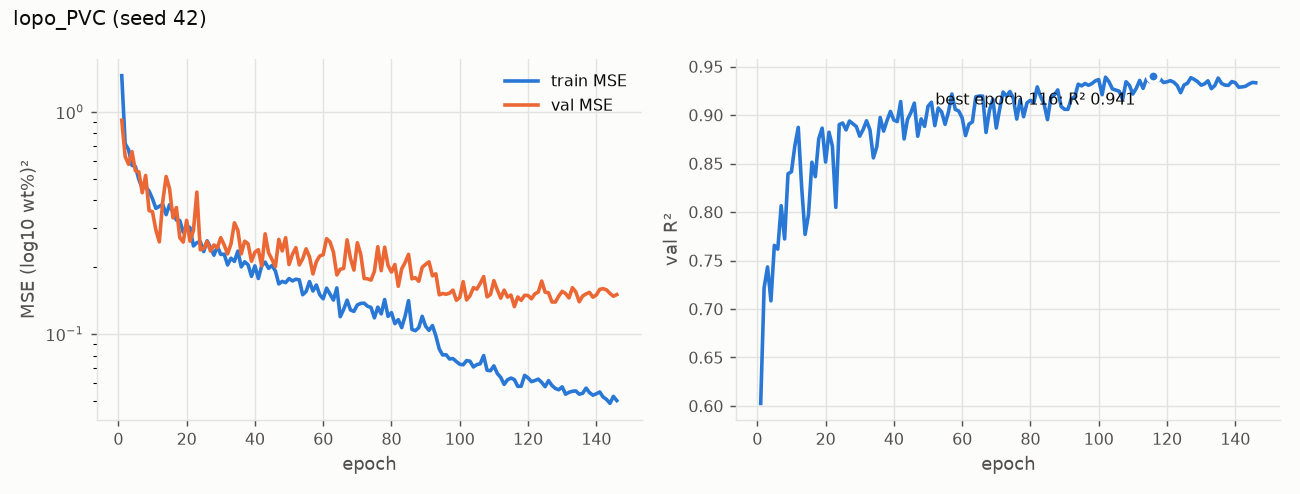 lopo_PVC (seed 42)
MSE (log10 wt%)²
10⁰
10⁻¹
train MSE
val MSE
0 20 40 60 80 100 120 140
epoch
val R²
0.95
0.90
0.85
0.80
0.75
0.70
0.65
0.60
best epoch 116: R² 0.941
0 20 40 60 80 100 120 140
epoch